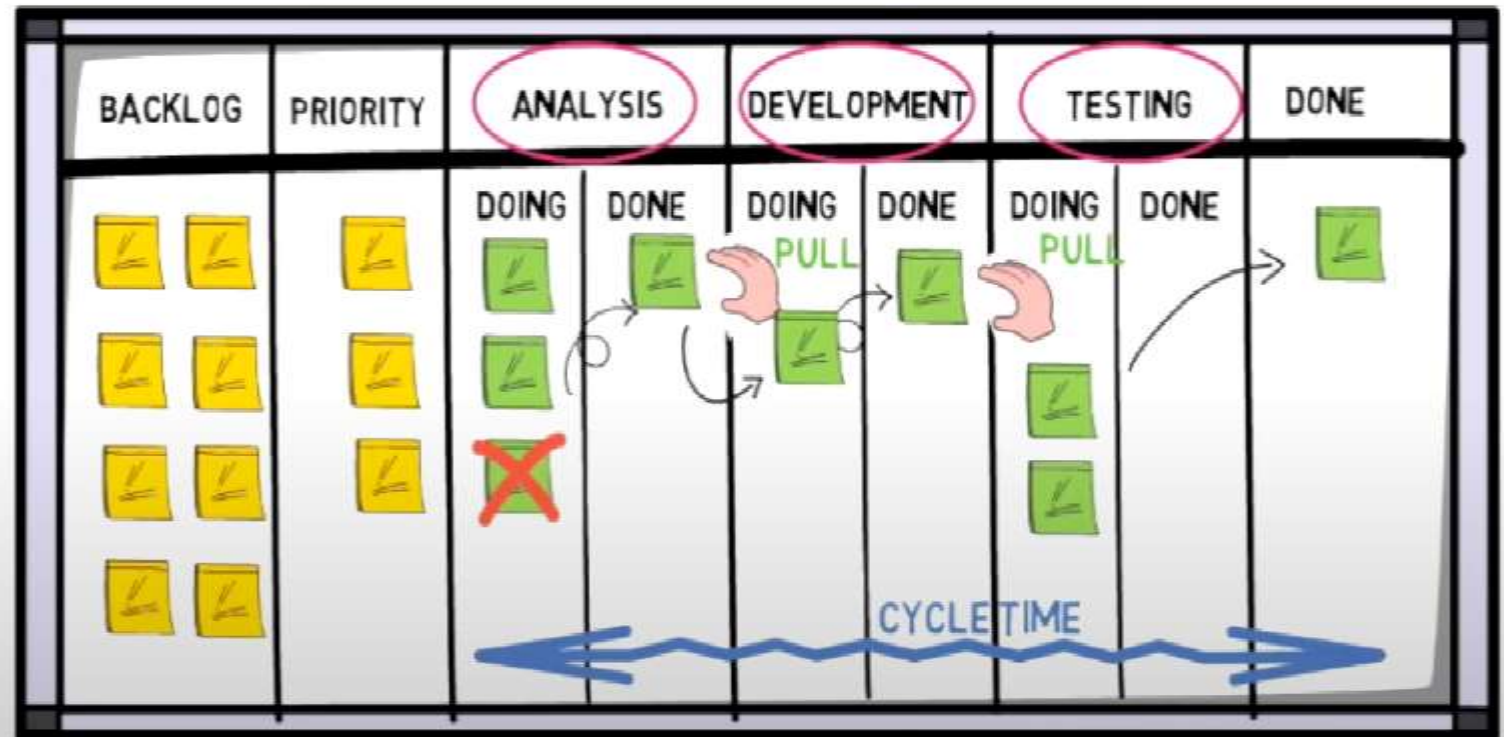 BACKLOG
PRIORITY
ANALYSIS
DEVELOPMENT
TESTING
DONE
DOING
DONE
DOING
DONE
DOING
DONE
PULL
PULL
CYCLE TIME